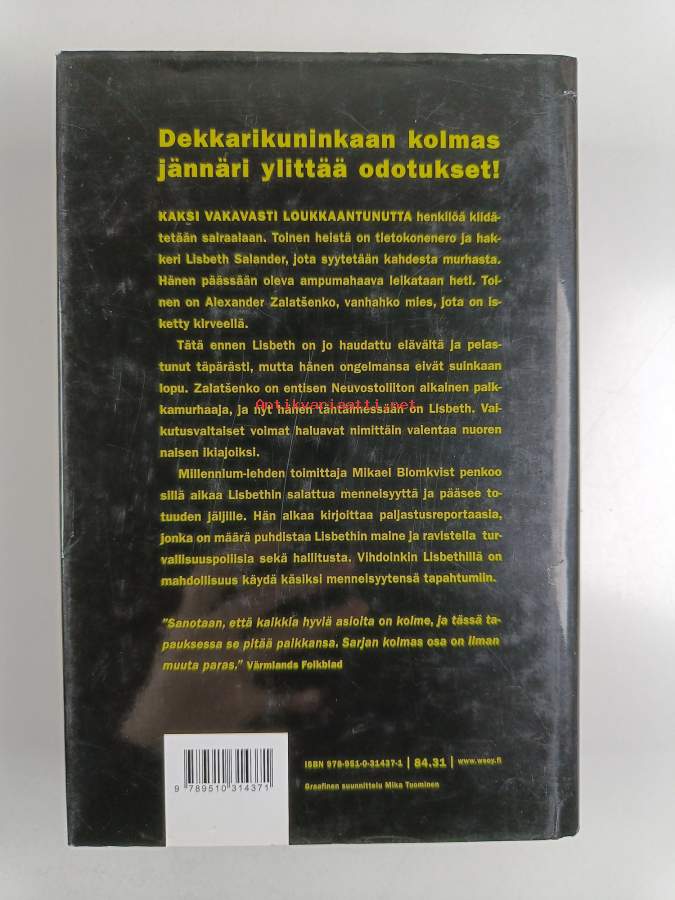 Dekkarikuninkaan kolmas
jännäri ylittää odotukset!
KAKSI VAKAVASTI LOUKKAANTUNUTTA henkilöä kiidä-
tetään sairaalaan. Toinen heistä on tietokonenero ja hak-
keri Lisbeth Salander, jota syytetään kahdesta murhasta.
Hänen päässään oleva ampumahaava leikataan heti. Toi-
nen on Alexander Zalatšenko, vanhahko mies, jota on is-
ketty kirveellä.
Tätä ennen Lisbeth on jo haudattu elävältä ja pelas-
tunut täpärästi, mutta hänen ongelmansa eivät suinkaan
lopu. Zalatšenko on entisen Neuvostoliiton aikainen palk-
kamurhaaja, ja nyt hänen tähtäimessään on Lisbeth. Vai-
Antikvariaatti.net
kutusvaltaiset voimat haluavat nimittäin vaientaa nuoren
naisen ikiajoiksi.
Millennium-lehden toimittaja Mikael Blomkvist penkoo
sillä aikaa Lisbethin salattua menneisyyttä ja pääsee to-
tuuden jäljille. Hän alkaa kirjoittaa paljastusreportaasia,
jonka on määrä puhdistaa Lisbethin maine ja ravistella tur-
vallisuuspoliisia sekä hallitusta. Vihdoinkin Lisbethillä on
mahdollisuus käydä käsiksi menneisyytensä tapahtumiin.
"Sanotaan, että kaikkia hyviä asioita on kolme, ja tässä ta-
pauksessa se pitää paikkansa. Sarjan kolmas osa on ilman
muuta paras." Värmlands Folkblad
ISBN 978-951-0-31437-1 | 84.31 | www.wsoy.fi
Graafinen suunnittelu Mika Tuominen
9 789510 314371